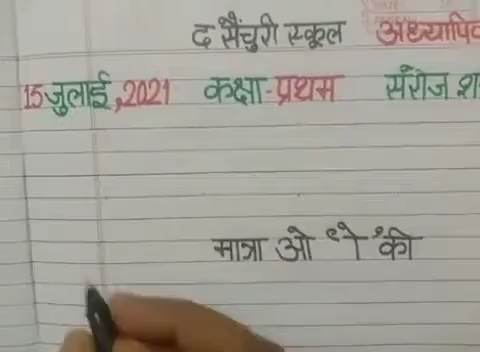 द सैंचुरी स्कूल
15 जुलाई, 2021 कक्षा-प्रथम सरोज
मात्रा ओ ो की